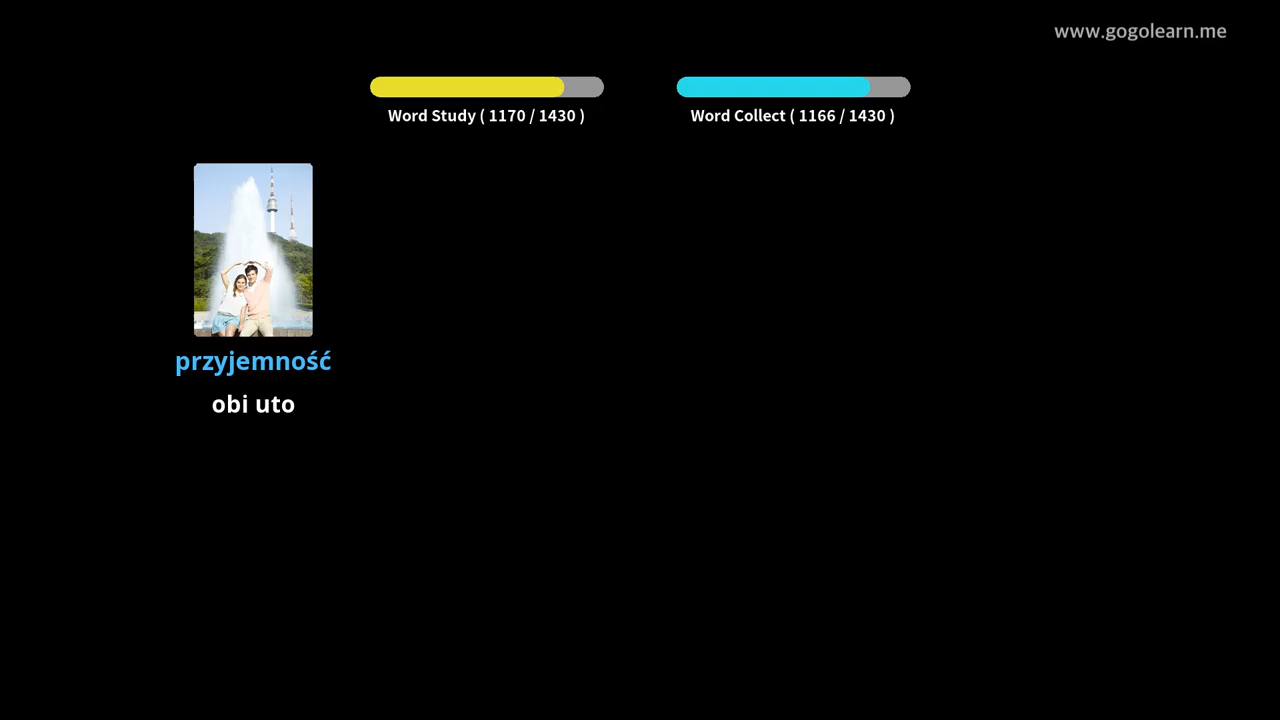 www.gogolearn.me
Word Study ( 1170 / 1430 )
Word Collect ( 1166 / 1430 )
przyjemność
obi uto